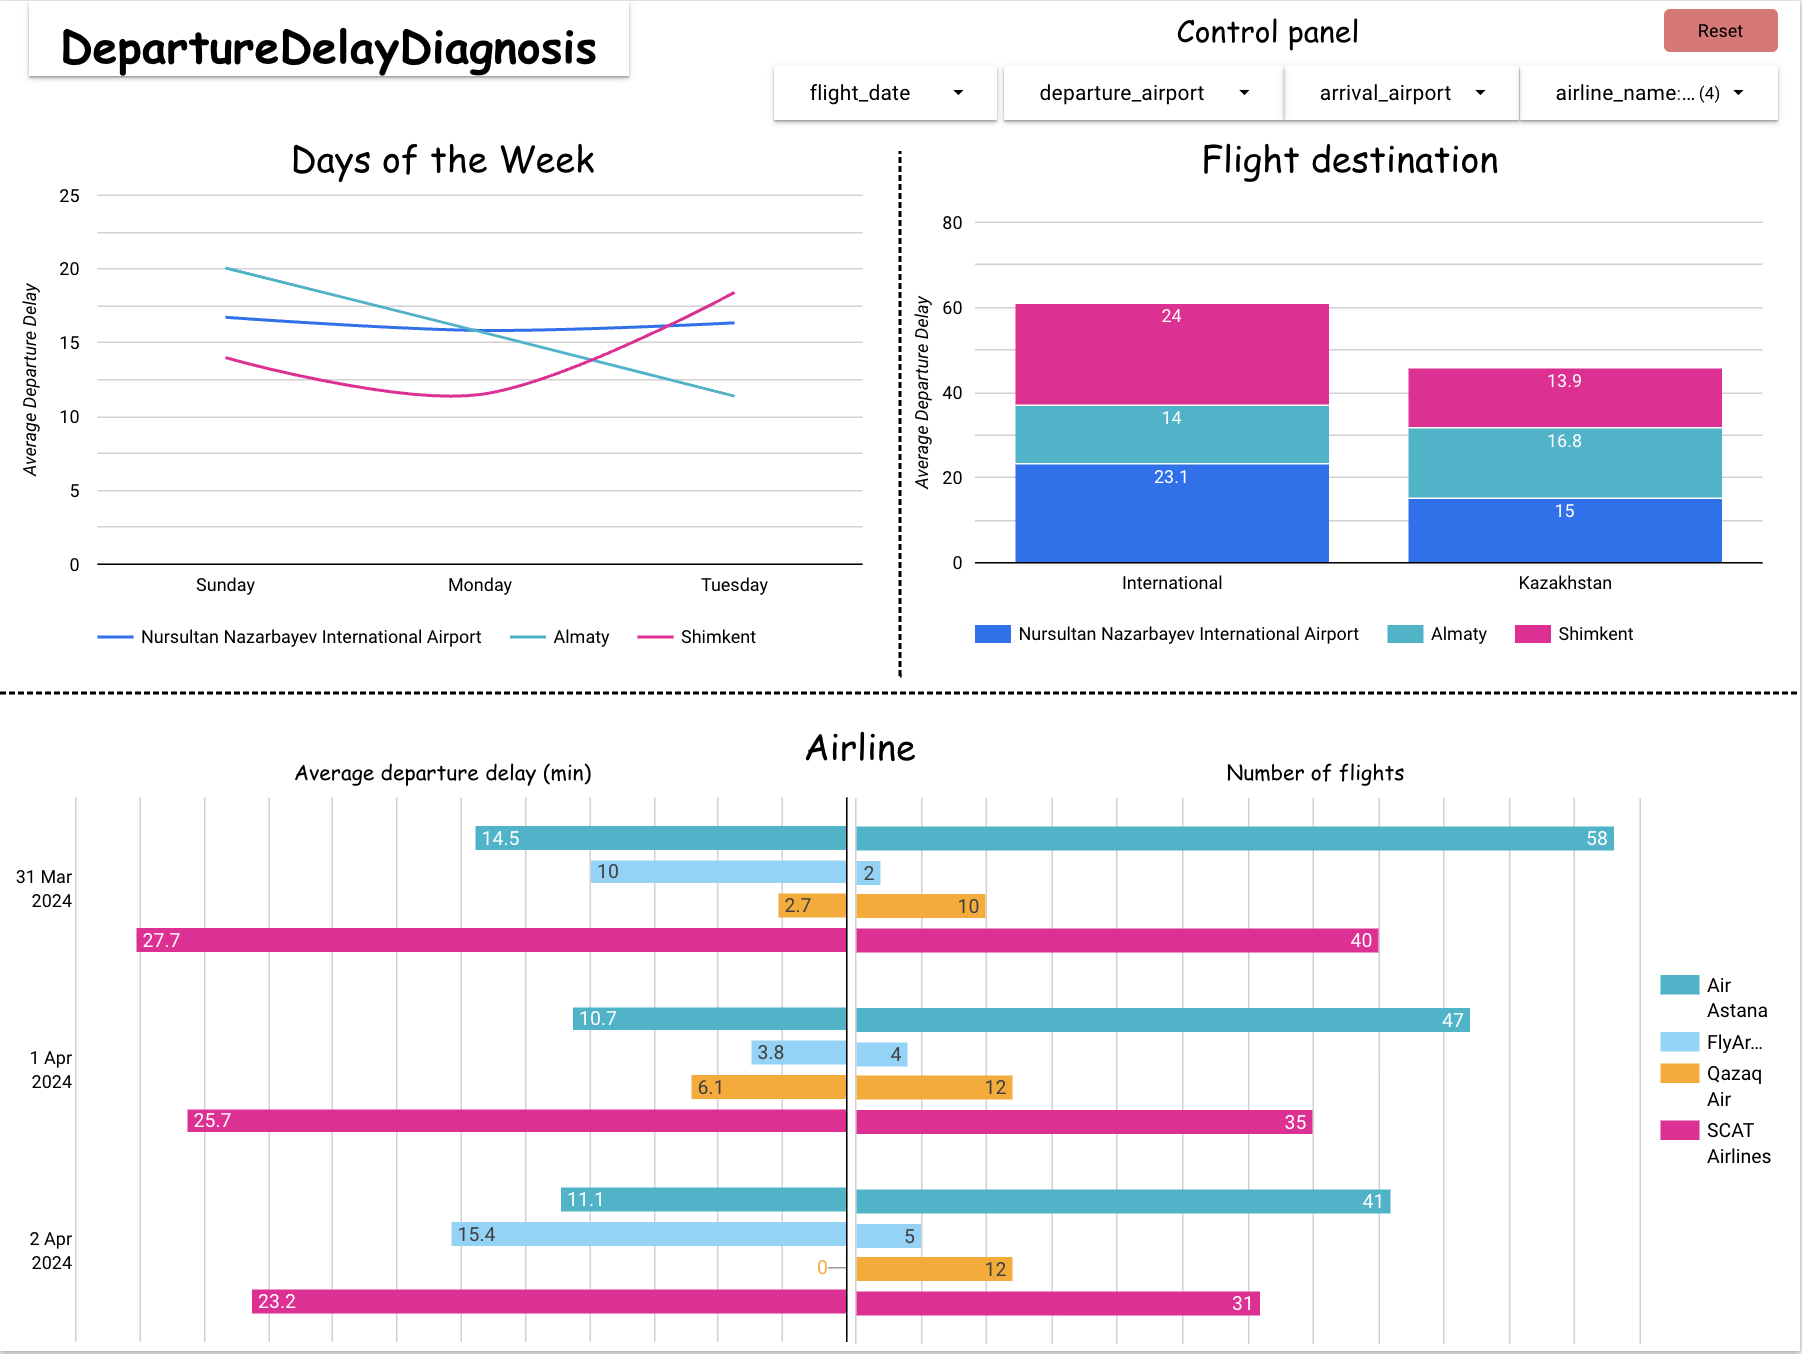 DepartureDelayDiagnosis
Control panel
Reset
flight_date
departure_airport
arrival_airport
airline_name:... (4)
Days of the Week
25
20
15
10
5
0
Average Departure Delay
Sunday Monday Tuesday
Nursultan Nazarbayev International Airport Almaty Shimkent
Flight destination
80
60
40
20
0
Average Departure Delay
24
14
23.1
13.9
16.8
15
International Kazakhstan
Nursultan Nazarbayev International Airport Almaty Shimkent
Airline
Average departure delay (min) Number of flights
31 Mar
2024
14.5 58
10 2
2.7 10
27.7 40
1 Apr
2024
10.7 47
3.8 4
6.1 12
25.7 35
2 Apr
2024
11.1 41
15.4 5
0 12
23.2 31
Air
Astana
FlyAr...
Qazaq
Air
SCAT
Airlines